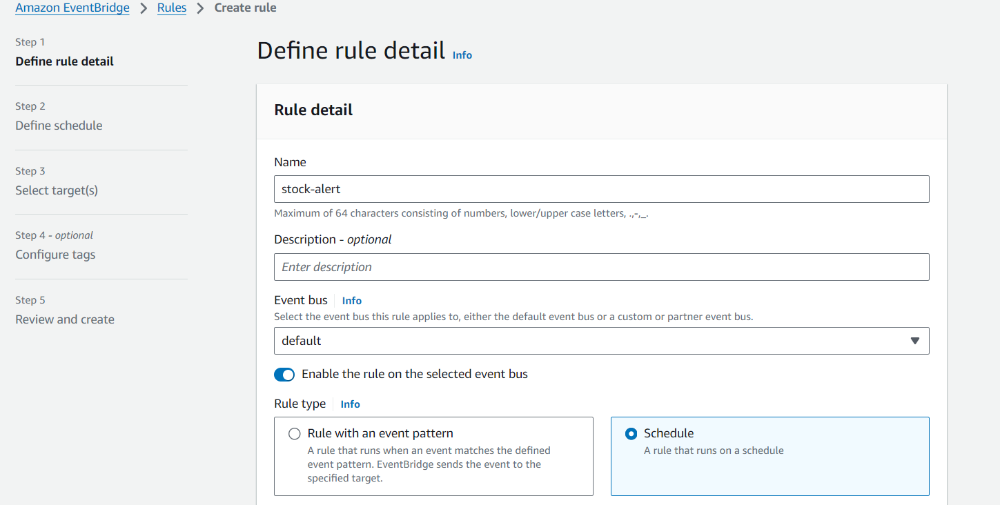 Amazon EventBridge > Rules > Create rule
Step 1
Define rule detail
Step 2
Define schedule
Step 3
Select target(s)
Step 4 - optional
Configure tags
Step 5
Review and create
Define rule detail Info
Rule detail
Name
stock-alert
Maximum of 64 characters consisting of numbers, lower/upper case letters, .,-,_.
Description - optional
Enter description
Event bus Info
Select the event bus this rule applies to, either the default event bus or a custom or partner event bus.
default
Enable the rule on the selected event bus
Rule type Info
Rule with an event pattern
A rule that runs when an event matches the defined
event pattern. EventBridge sends the event to the
specified target.
Schedule
A rule that runs on a schedule